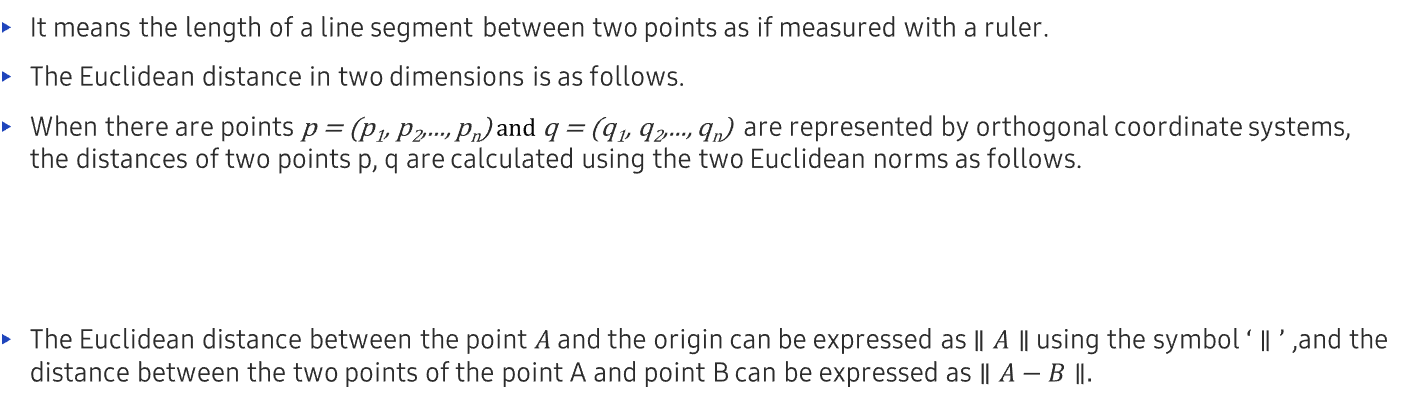 ▸ It means the length of a line segment between two points as if measured with a ruler.
▸ The Euclidean distance in two dimensions is as follows.
▸ When there are points p = (p₁, p₂,..., pₙ) and q = (q₁, q₂,..., qₙ) are represented by orthogonal coordinate systems,
the distances of two points p, q are calculated using the two Euclidean norms as follows.
▸ The Euclidean distance between the point A and the origin can be expressed as ‖ A ‖ using the symbol ‘ ‖ ’ ,and the
distance between the two points of the point A and point B can be expressed as ‖ A − B ‖.